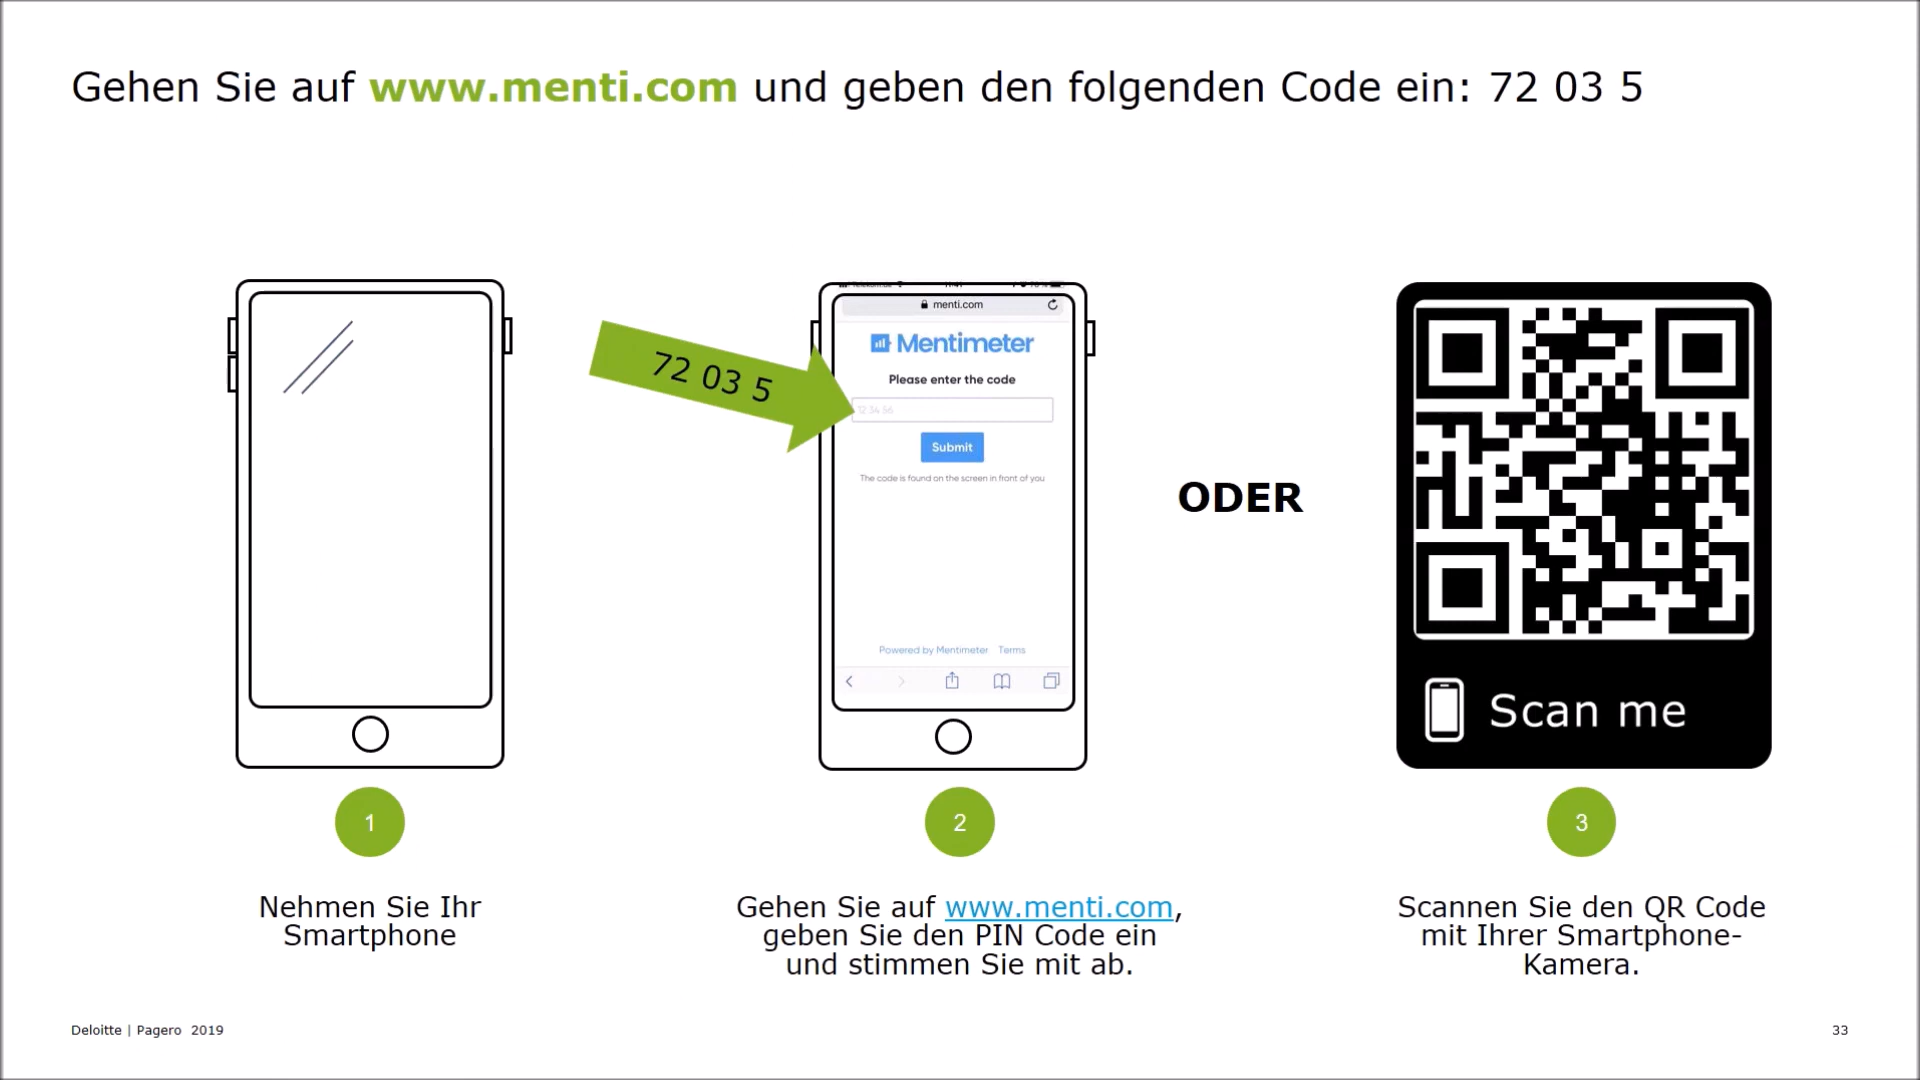 Gehen Sie auf www.menti.com und geben den folgenden Code ein: 72 03 5
72 03 5
menti.com
Mentimeter
Please enter the code
12 34 56
Submit
The code is found on the screen in front of you
Powered by Mentimeter Terms
ODER
Scan me
1
Nehmen Sie Ihr
Smartphone
2
Gehen Sie auf www.menti.com,
geben Sie den PIN Code ein
und stimmen Sie mit ab.
3
Scannen Sie den QR Code
mit Ihrer Smartphone-
Kamera.
Deloitte | Pagero 2019
33